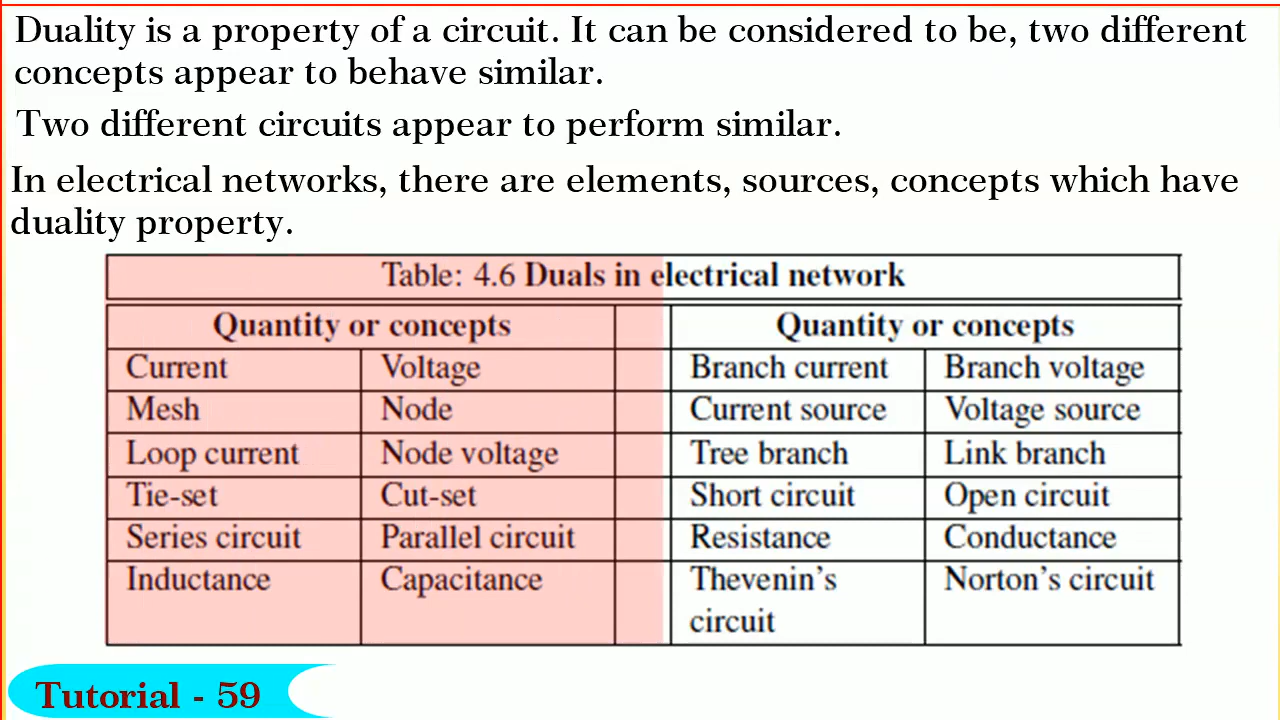 Duality is a property of a circuit. It can be considered to be, two different
concepts appear to behave similar.
Two different circuits appear to perform similar.
In electrical networks, there are elements, sources, concepts which have
duality property.
Table: 4.6 Duals in electrical network
Quantity or concepts Quantity or concepts
Current Voltage Branch current Branch voltage
Mesh Node Current source Voltage source
Loop current Node voltage Tree branch Link branch
Tie-set Cut-set Short circuit Open circuit
Series circuit Parallel circuit Resistance Conductance
Inductance Capacitance Thevenin's Norton's circuit
circuit
Tutorial - 59